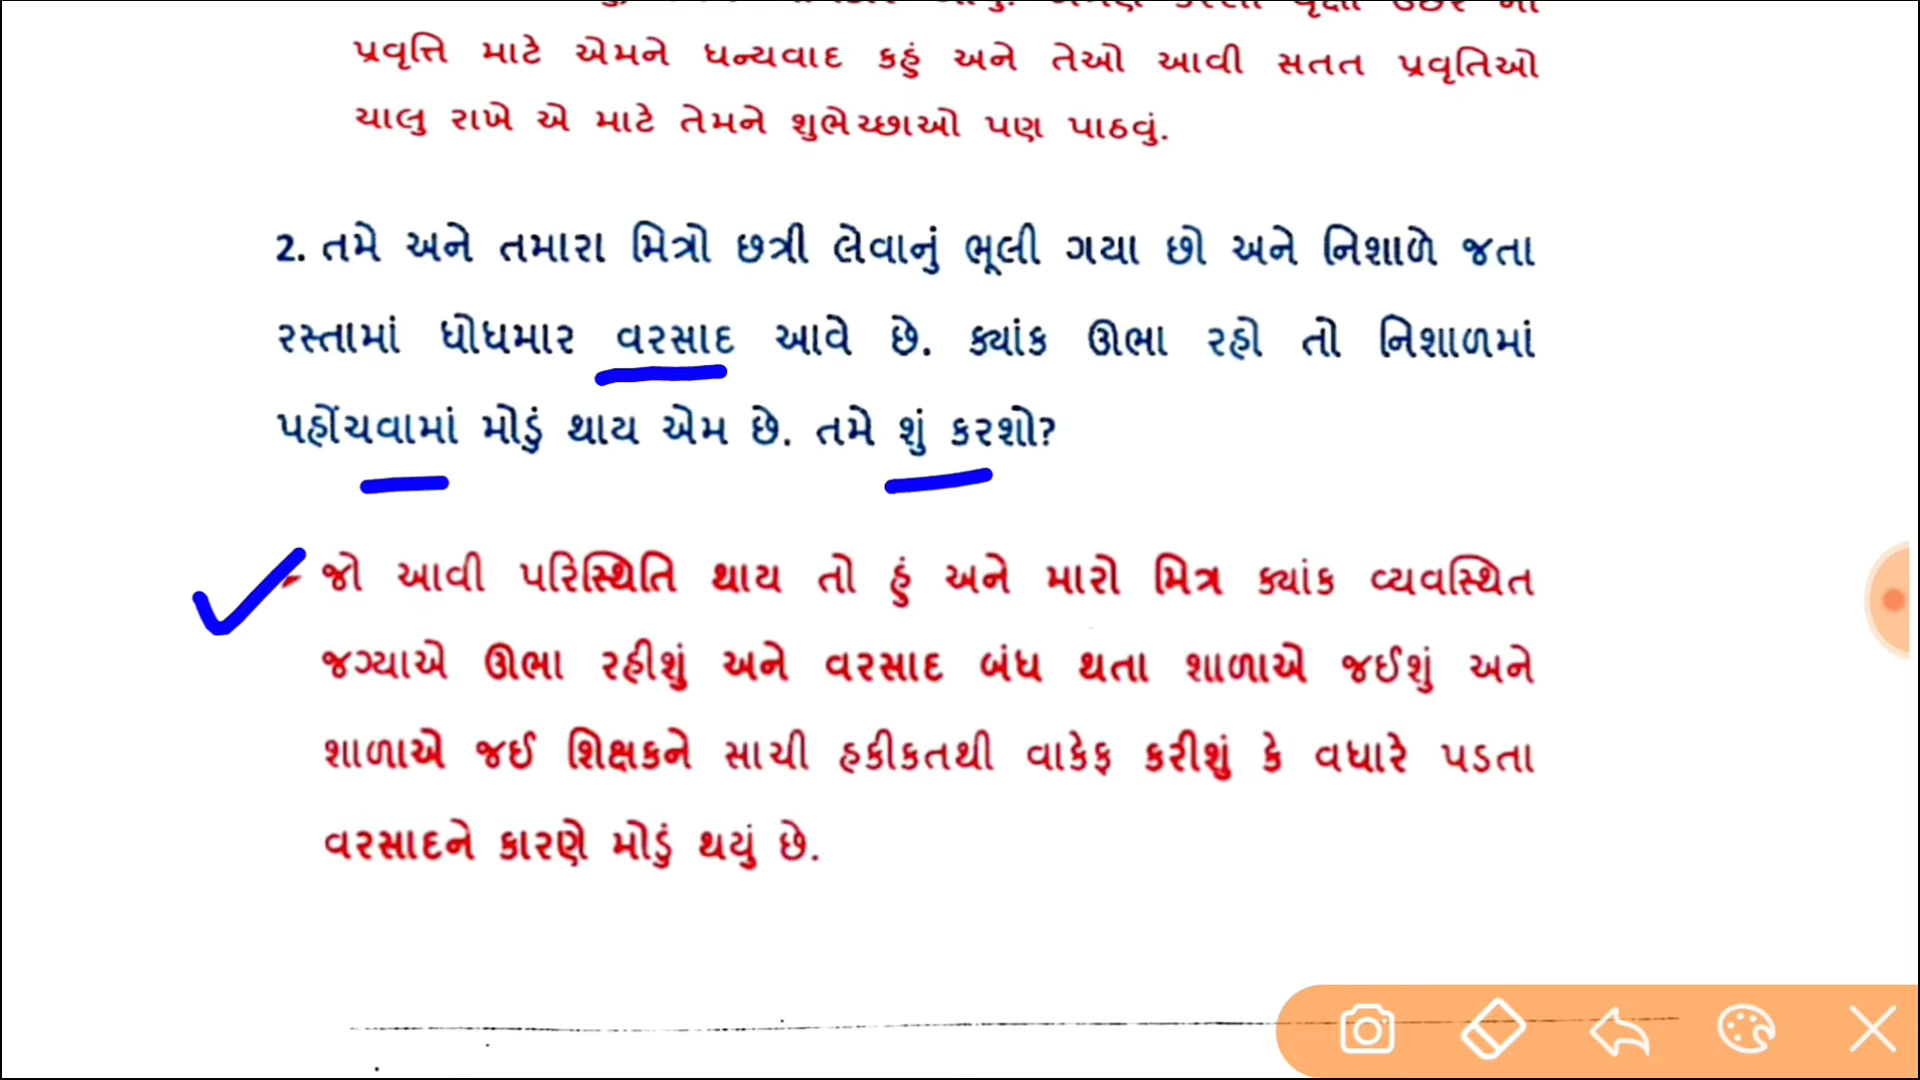 પ્રવૃત્તિ માટે એમને ધન્યવાદ કહું અને તેઓ આવી સતત પ્રવૃતિઓ
ચાલુ રાખે એ માટે તેમને શુભેચ્છાઓ પણ પાઠવું.
2. તમે અને તમારા મિત્રો છત્રી લેવાનું ભૂલી ગયા છો અને નિશાળે જતા
રસ્તામાં ધોધમાર વરસાદ આવે છે. ક્યાંક ઊભા રહો તો નિશાળમાં
પહોંચવામાં મોડું થાય એમ છે. તમે શું કરશો?
જો આવી પરિસ્થિતિ થાય તો હું અને મારો મિત્ર ક્યાંક વ્યવસ્થિત
જગ્યાએ ઊભા રહીશું અને વરસાદ બંધ થતા શાળાએ જઈશું અને
શાળાએ જઈ શિક્ષકને સાચી હકીકતથી વાકેફ કરીશું કે વધારે પડતા
વરસાદને કારણે મોડું થયું છે.